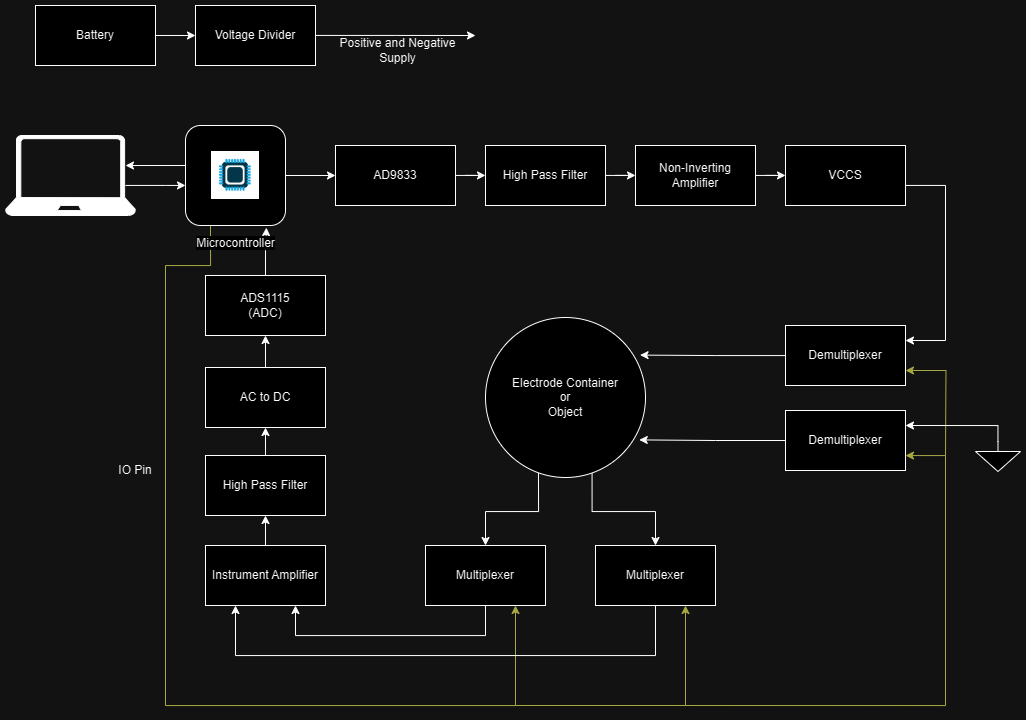 Battery
Voltage Divider
Positive and Negative
Supply
AD9833
High Pass Filter
Non-Inverting
Amplifier
VCCS
Microcontroller
ADS1115
(ADC)
Demultiplexer
AC to DC
Electrode Container
or
Object
Demultiplexer
IO Pin
High Pass Filter
Instrument Amplifier
Multiplexer
Multiplexer